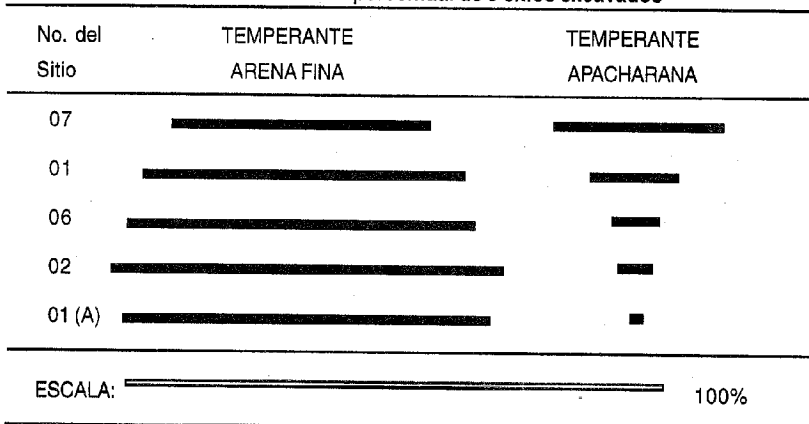 No. del TEMPERANTE TEMPERANTE
Sitio ARENA FINA APACHARANA
07
01
06
02
01 (A)
ESCALA: 100%